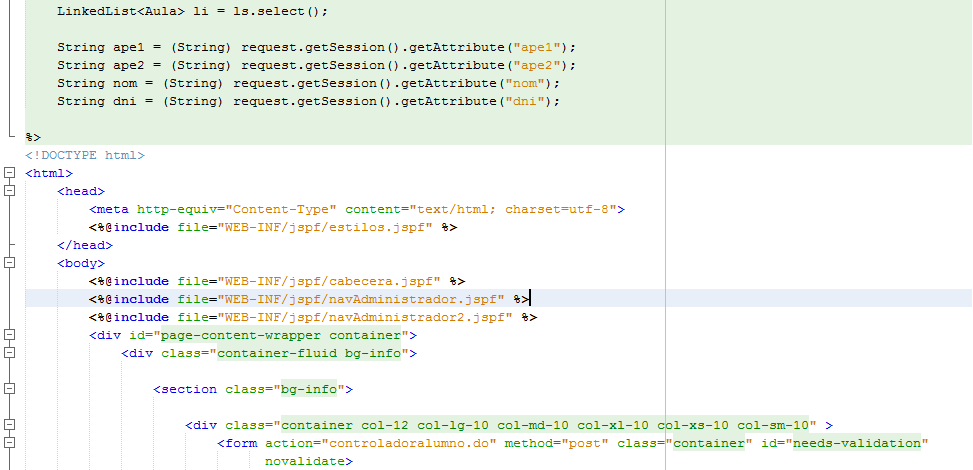 LinkedList<Aula> li = ls.select();
String ape1 = (String) request.getSession().getAttribute("ape1");
String ape2 = (String) request.getSession().getAttribute("ape2");
String nom = (String) request.getSession().getAttribute("nom");
String dni = (String) request.getSession().getAttribute("dni");
%>
<!DOCTYPE html>
<html>
<head>
<meta http-equiv="Content-Type" content="text/html; charset=utf-8">
<%@include file="WEB-INF/jspf/estilos.jspf" %>
</head>
<body>
<%@include file="WEB-INF/jspf/cabecera.jspf" %>
<%@include file="WEB-INF/jspf/navAdministrador.jspf" %>
<%@include file="WEB-INF/jspf/navAdministrador2.jspf" %>
<div id="page-content-wrapper container">
<div class="container-fluid bg-info">
<section class="bg-info">
<div class="container col-12 col-lg-10 col-md-10 col-xl-10 col-xs-10 col-sm-10" >
<form action="controladoralumno.do" method="post" class="container" id="needs-validation"
novalidate>